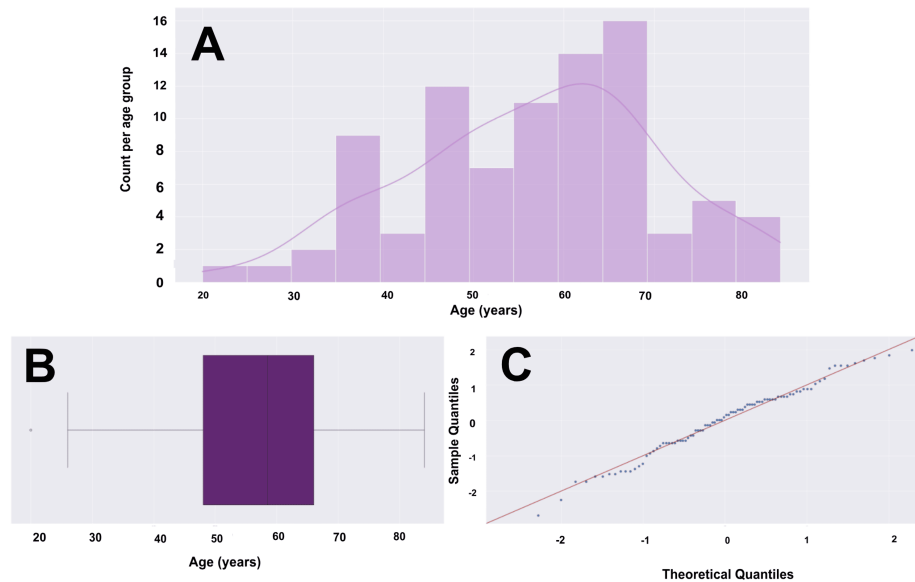 A
16
14
12
10
8
6
4
2
0
Count per age group
20 30 40 50 60 70 80
Age (years)
B
20 30 40 50 60 70 80
Age (years)
C
2
1
0
-1
-2
Sample Quantiles
-2 -1 0 1 2
Theoretical Quantiles